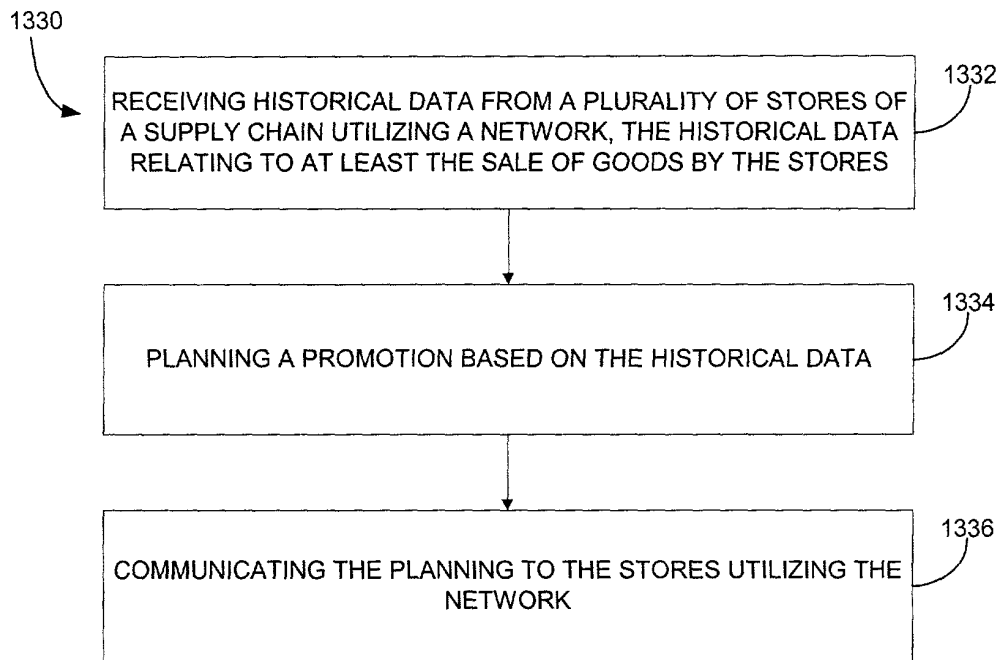 1330
1332
RECEIVING HISTORICAL DATA FROM A PLURALITY OF STORES OF
A SUPPLY CHAIN UTILIZING A NETWORK, THE HISTORICAL DATA
RELATING TO AT LEAST THE SALE OF GOODS BY THE STORES
1334
PLANNING A PROMOTION BASED ON THE HISTORICAL DATA
1336
COMMUNICATING THE PLANNING TO THE STORES UTILIZING THE
NETWORK